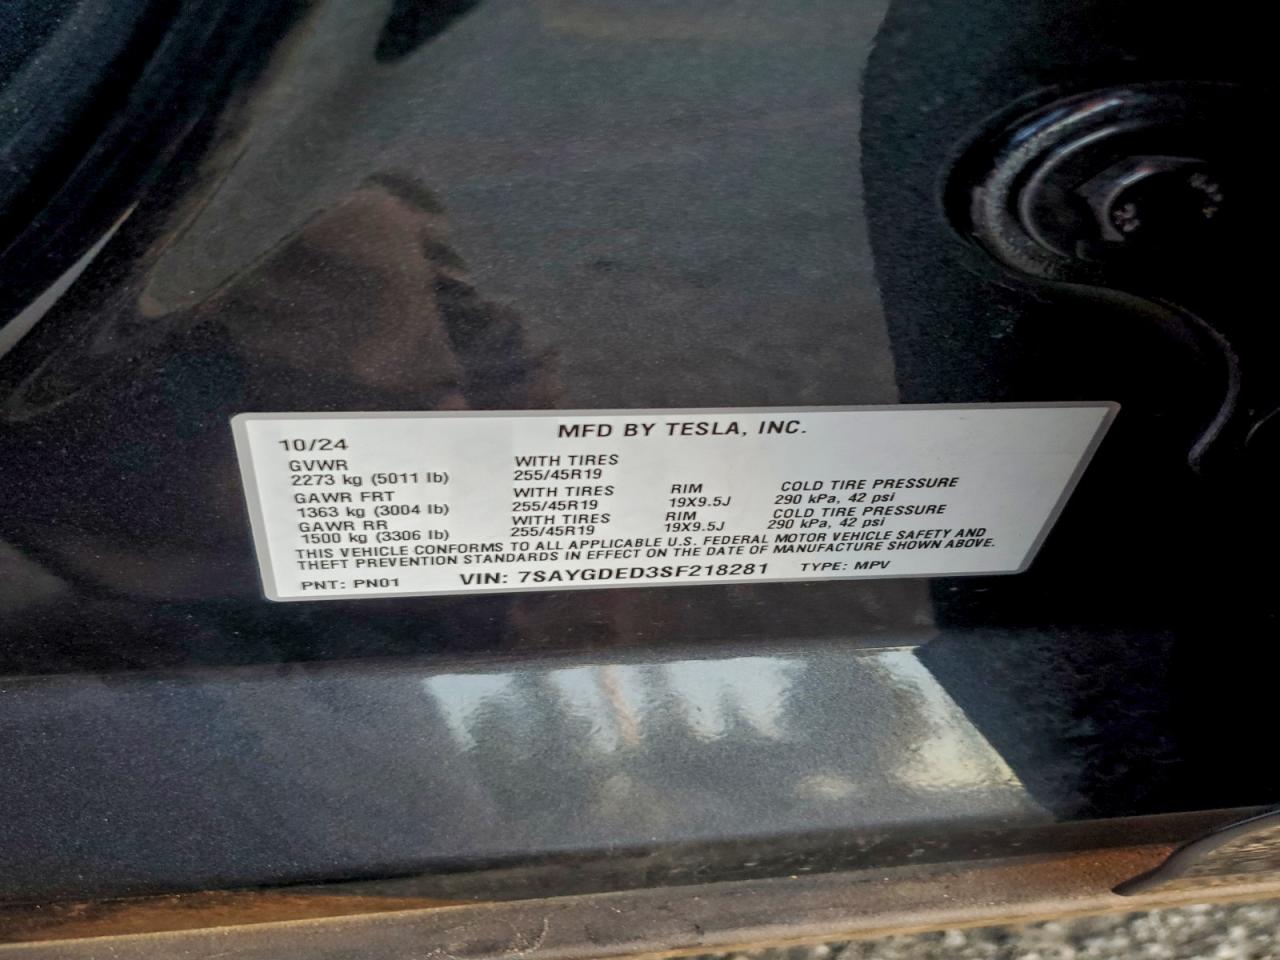 MFD BY TESLA, INC.
10/24
GVWR WITH TIRES
2273 kg (5011 lb) 255/45R19
GAWR FRT WITH TIRES RIM COLD TIRE PRESSURE
1363 kg (3004 lb) 255/45R19 19X9.5J 290 kPa, 42 psi
GAWR RR WITH TIRES RIM COLD TIRE PRESSURE
1500 kg (3306 lb) 255/45R19 19X9.5J 290 kPa, 42 psi
THIS VEHICLE CONFORMS TO ALL APPLICABLE U.S. FEDERAL MOTOR VEHICLE SAFETY AND
THEFT PREVENTION STANDARDS IN EFFECT ON THE DATE OF MANUFACTURE SHOWN ABOVE.
PNT: PN01 VIN: 7SAYGDED3SF218281 TYPE: MPV